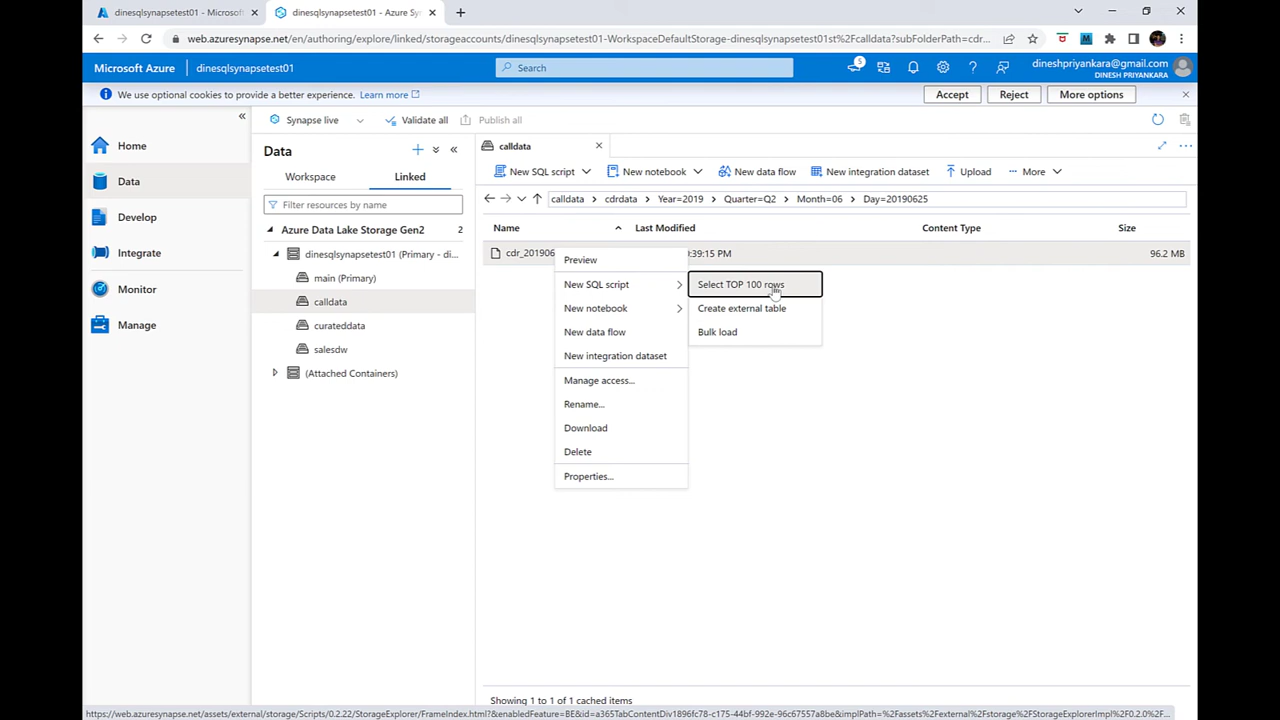 dinesqlsynapsetest01 - Microsof
dinesqlsynapsetest01 - Azure Sy
web.azuresynapse.net/en/authoring/explore/linked/storageaccounts/dinesqlsynapsetest01-WorkspaceDefaultStorage-dinesqlsynapsetest01st%2Fcalldata?subFolderPath=cdr...
Microsoft Azure
dinesqlsynapsetest01
Search
5
dineshpriyankara@gmail.com
DINESH PRIYANKARA
We use optional cookies to provide a better experience. Learn more
Accept
Reject
More options
Synapse live
Validate all
Publish all
Home
Data
Develop
Integrate
Monitor
Manage
Data
Workspace
Linked
Filter resources by name
Azure Data Lake Storage Gen2 2
dinesqlsynapsetest01 (Primary - di...
main (Primary)
calldata
curateddata
salesdw
(Attached Containers)
calldata
New SQL script
New notebook
New data flow
New integration dataset
Upload
More
calldata
cdrdata
Year=2019
Quarter=Q2
Month=06
Day=20190625
Name
Last Modified
Content Type
Size
cdr_201906
:39:15 PM
96.2 MB
Preview
New SQL script
New notebook
New data flow
New integration dataset
Manage access...
Rename...
Download
Delete
Properties...
Select TOP 100 rows
Create external table
Bulk load
Showing 1 to 1 of 1 cached items